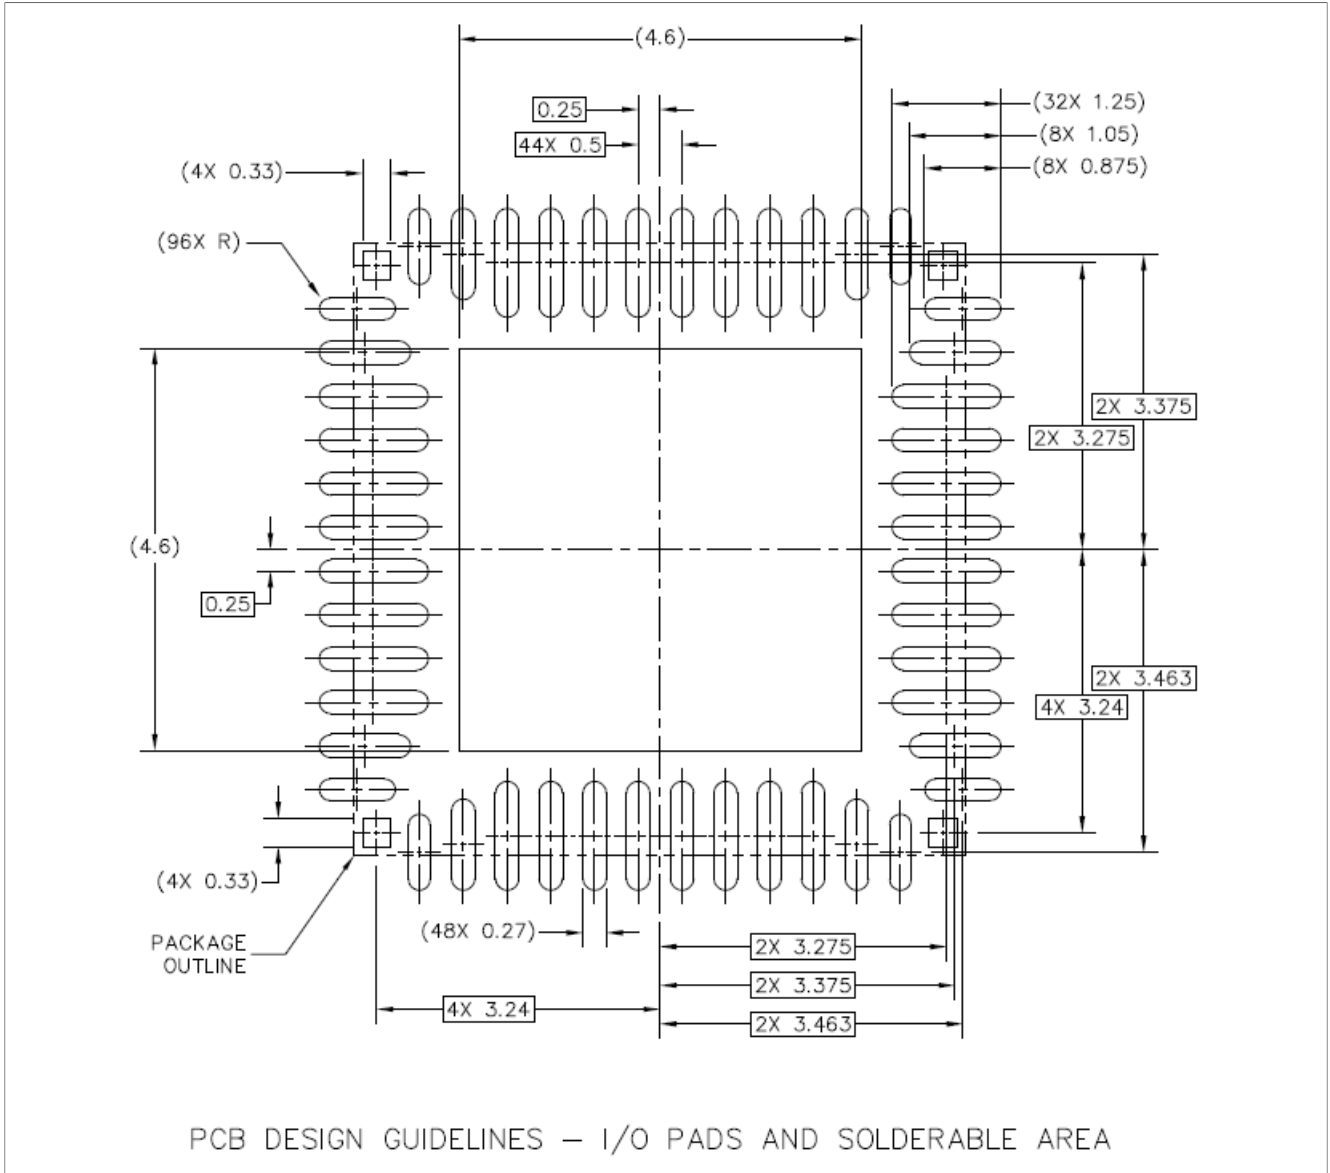 (4.6)
0.25
(32X 1.25)
44X 0.5
(8X 1.05)
(4X 0.33)
(8X 0.875)
(96X R)
2X 3.375
2X 3.275
(4.6)
0.25
2X 3.463
4X 3.24
(4X 0.33)
(48X 0.27)
PACKAGE
OUTLINE
2X 3.275
2X 3.375
4X 3.24
2X 3.463
PCB DESIGN GUIDELINES – I/O PADS AND SOLDERABLE AREA